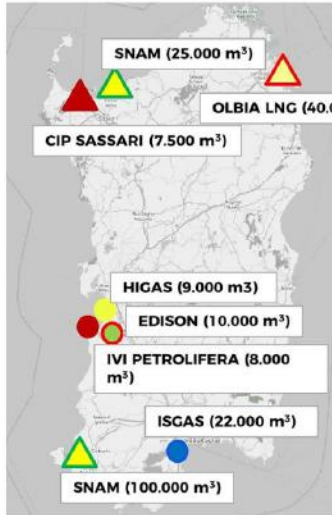 SNAM (25.000 m³)
OLBIA LNG (40.0
CIP SASSARI (7.500 m³)
HIGAS (9.000 m3)
EDISON (10.000 m³)
IVI PETROLIFERA (8.000
m³)
ISGAS (22.000 m³)
SNAM (100.000 m³)